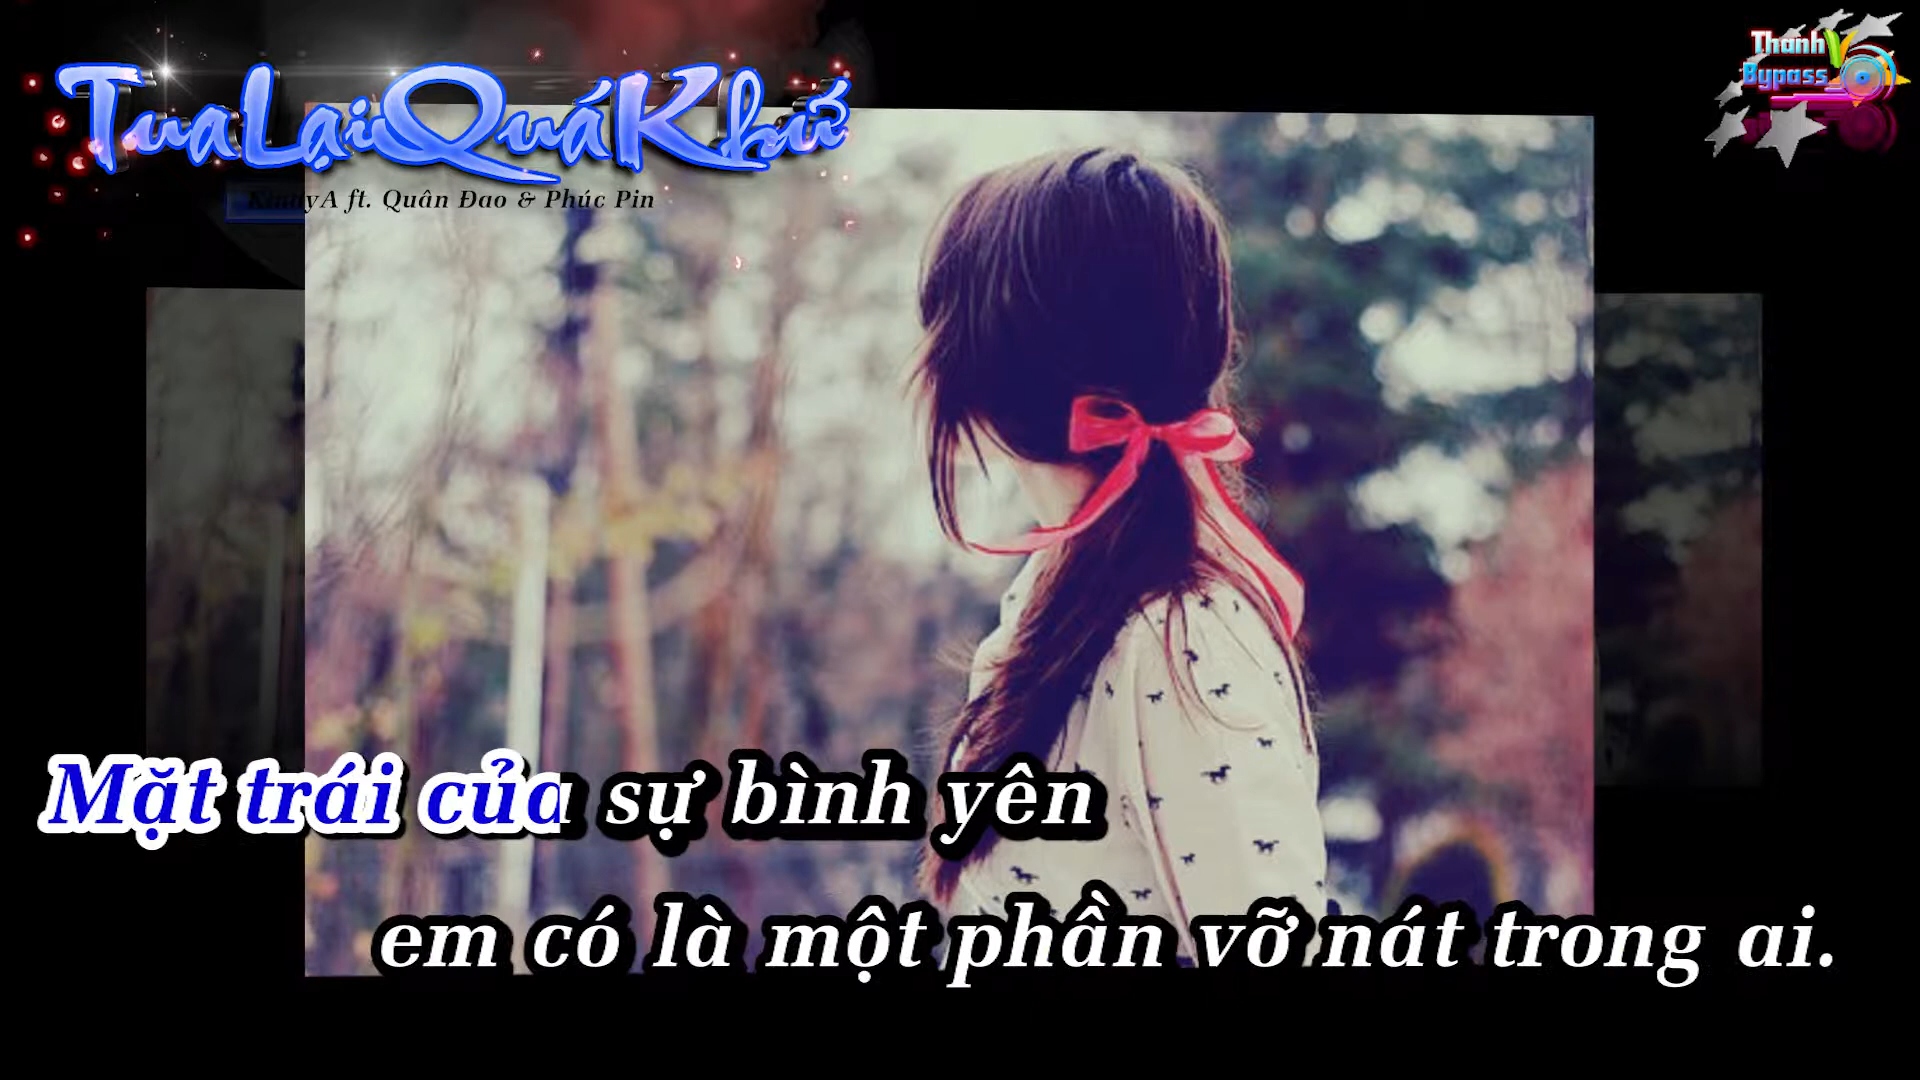 Tua Lại Quá Khứ
ft. Quân Đao & Phúc Pin
Thanh V
Bypass
Mặt trái của sự bình yên
em có là một phần vỡ nát trong ai.